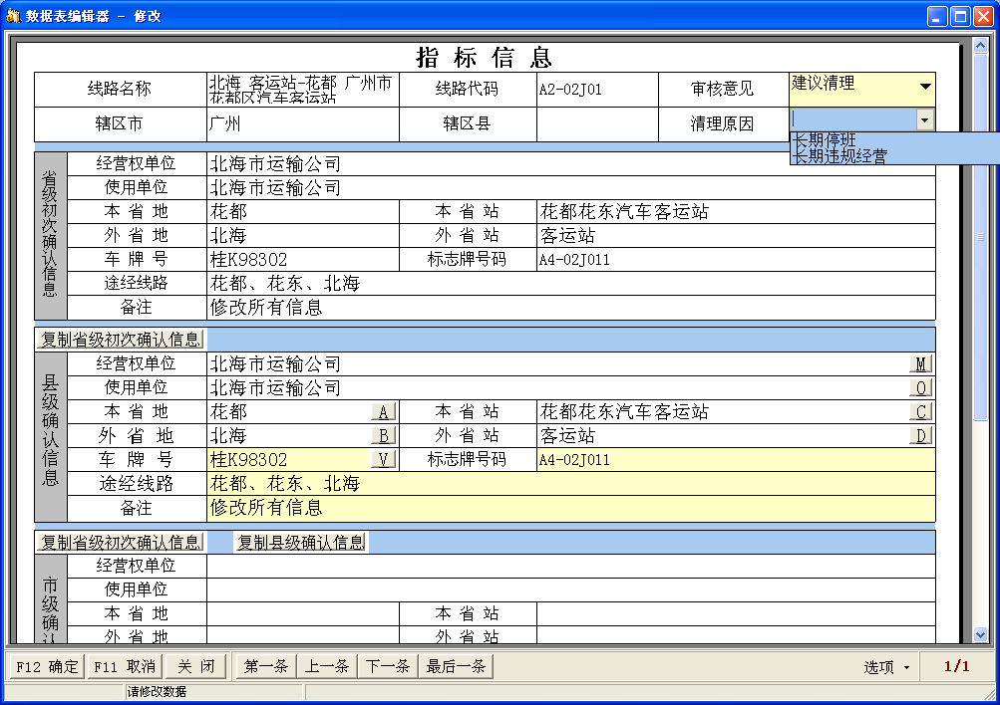 数据表编辑器 - 修改
指 标 信 息
线路名称 北海 客运站-花都 广州市花都区汽车客运站 线路代码 A2-02J01 审核意见 建议清理
辖区市 广州 辖区县 清理原因
长期停班
长期违规经营
省级初次确认信息
经营权单位 北海市运输公司
使用单位 北海市运输公司
本 省 地 花都 本 省 站 花都花东汽车客运站
外 省 地 北海 外 省 站 客运站
车 牌 号 桂K98302 标志牌号码 A4-02J011
途经线路 花都、花东、北海
备注 修改所有信息
复制省级初次确认信息
县级确认信息
经营权单位 北海市运输公司 M
使用单位 北海市运输公司 O
本 省 地 花都 A 本 省 站 花都花东汽车客运站 C
外 省 地 北海 B 外 省 站 客运站 D
车 牌 号 桂K98302 V 标志牌号码 A4-02J011
途经线路 花都、花东、北海
备注 修改所有信息
复制省级初次确认信息 复制县级确认信息
市级确认
经营权单位
使用单位
本 省 地 本 省 站
外 省 地 外 省 站
F12 确定 F11 取消 关 闭 第一条 上一条 下一条 最后一条 选项 1/1
请修改数据